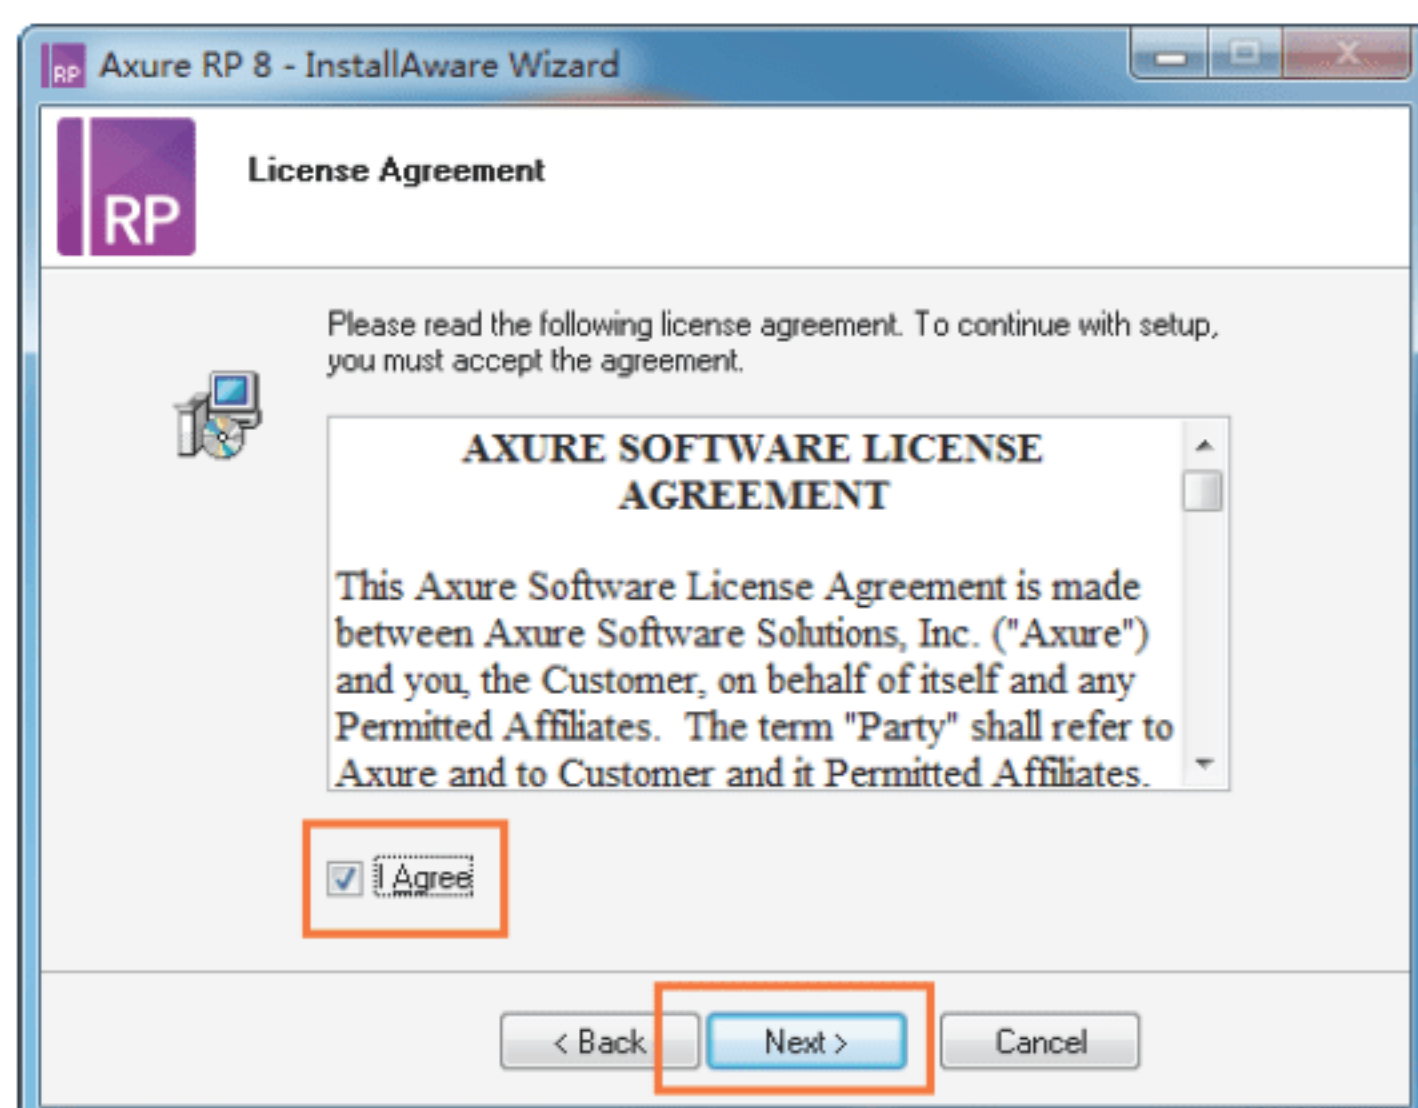 RP Axure RP 8 - InstallAware Wizard
RP
License Agreement
Please read the following license agreement. To continue with setup,
you must accept the agreement.
AXURE SOFTWARE LICENSE
AGREEMENT
This Axure Software License Agreement is made
between Axure Software Solutions, Inc. ("Axure")
and you, the Customer, on behalf of itself and any
Permitted Affiliates.  The term "Party" shall refer to
Axure and to Customer and it Permitted Affiliates.
I Agree
< Back Next > Cancel